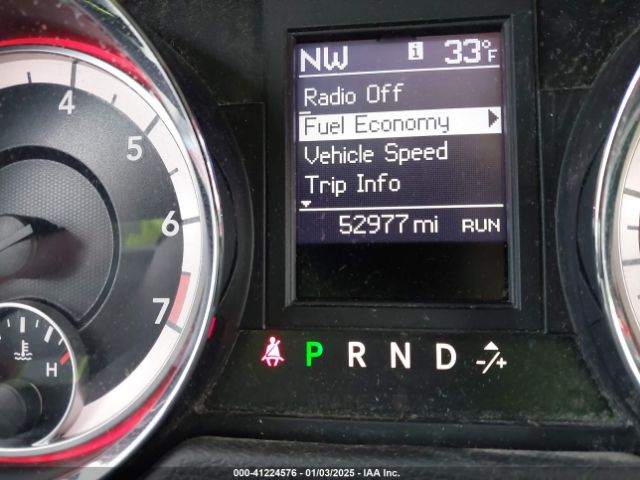 NW i 33°F
Radio Off
Fuel Economy
Vehicle Speed
Trip Info
52977 mi RUN
4
5
6
7
H
P R N D -/+
000-41224576 - 01/03/2025 - IAA Inc.